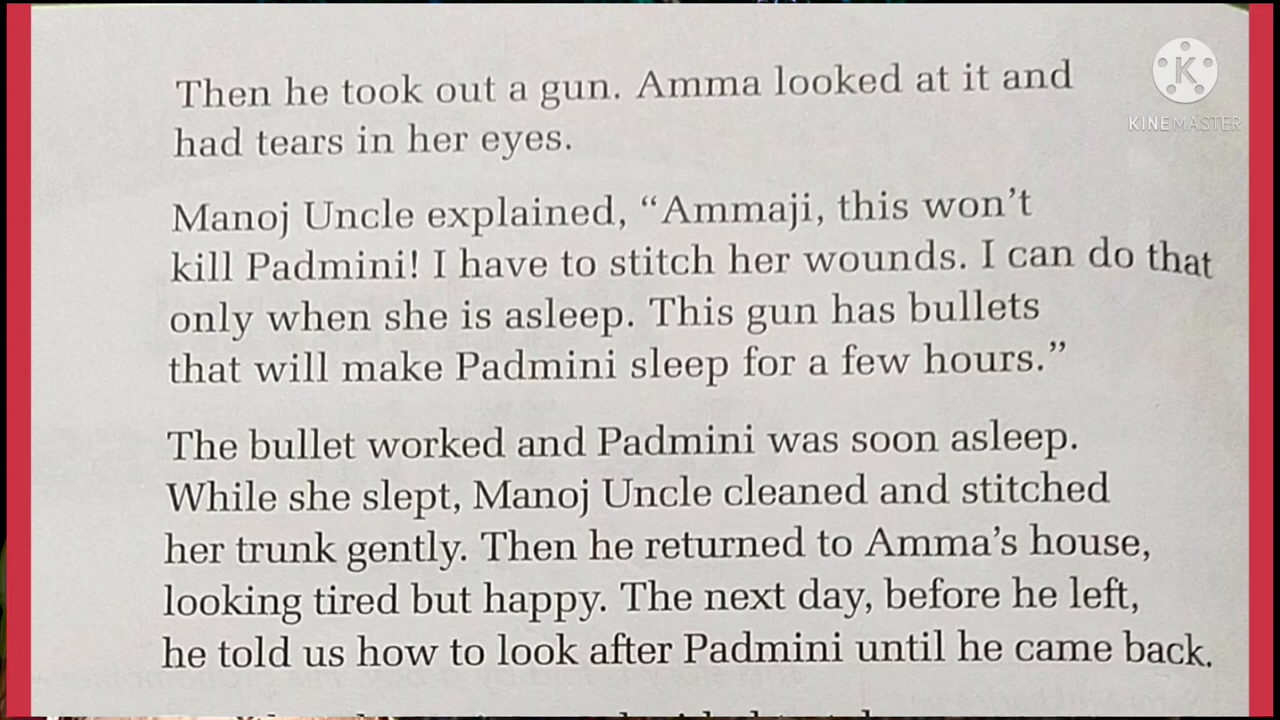 Then he took out a gun. Amma looked at it and
had tears in her eyes.
Manoj Uncle explained, “Ammaji, this won’t
kill Padmini! I have to stitch her wounds. I can do that
only when she is asleep. This gun has bullets
that will make Padmini sleep for a few hours.”
The bullet worked and Padmini was soon asleep.
While she slept, Manoj Uncle cleaned and stitched
her trunk gently. Then he returned to Amma’s house,
looking tired but happy. The next day, before he left,
he told us how to look after Padmini until he came back.
K
KINEMASTER